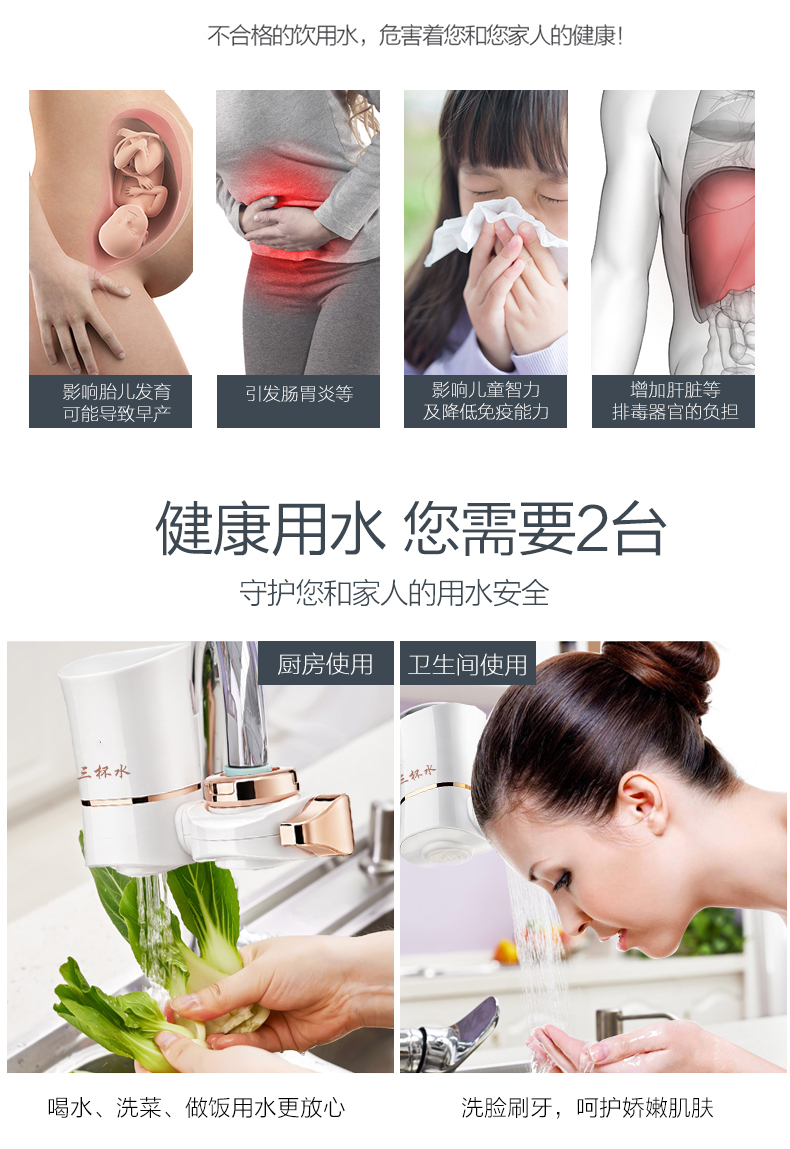 不合格的饮用水，危害着您和您家人的健康！
影响胎儿发育
可能导致早产
引发肠胃炎等
影响儿童智力
及降低免疫能力
增加肝脏等
排毒器官的负担
健康用水 您需要2台
守护您和家人的用水安全
厨房使用
卫生间使用
三杯水
三杯水
喝水、洗菜、做饭用水更放心
洗脸刷牙，呵护娇嫩肌肤